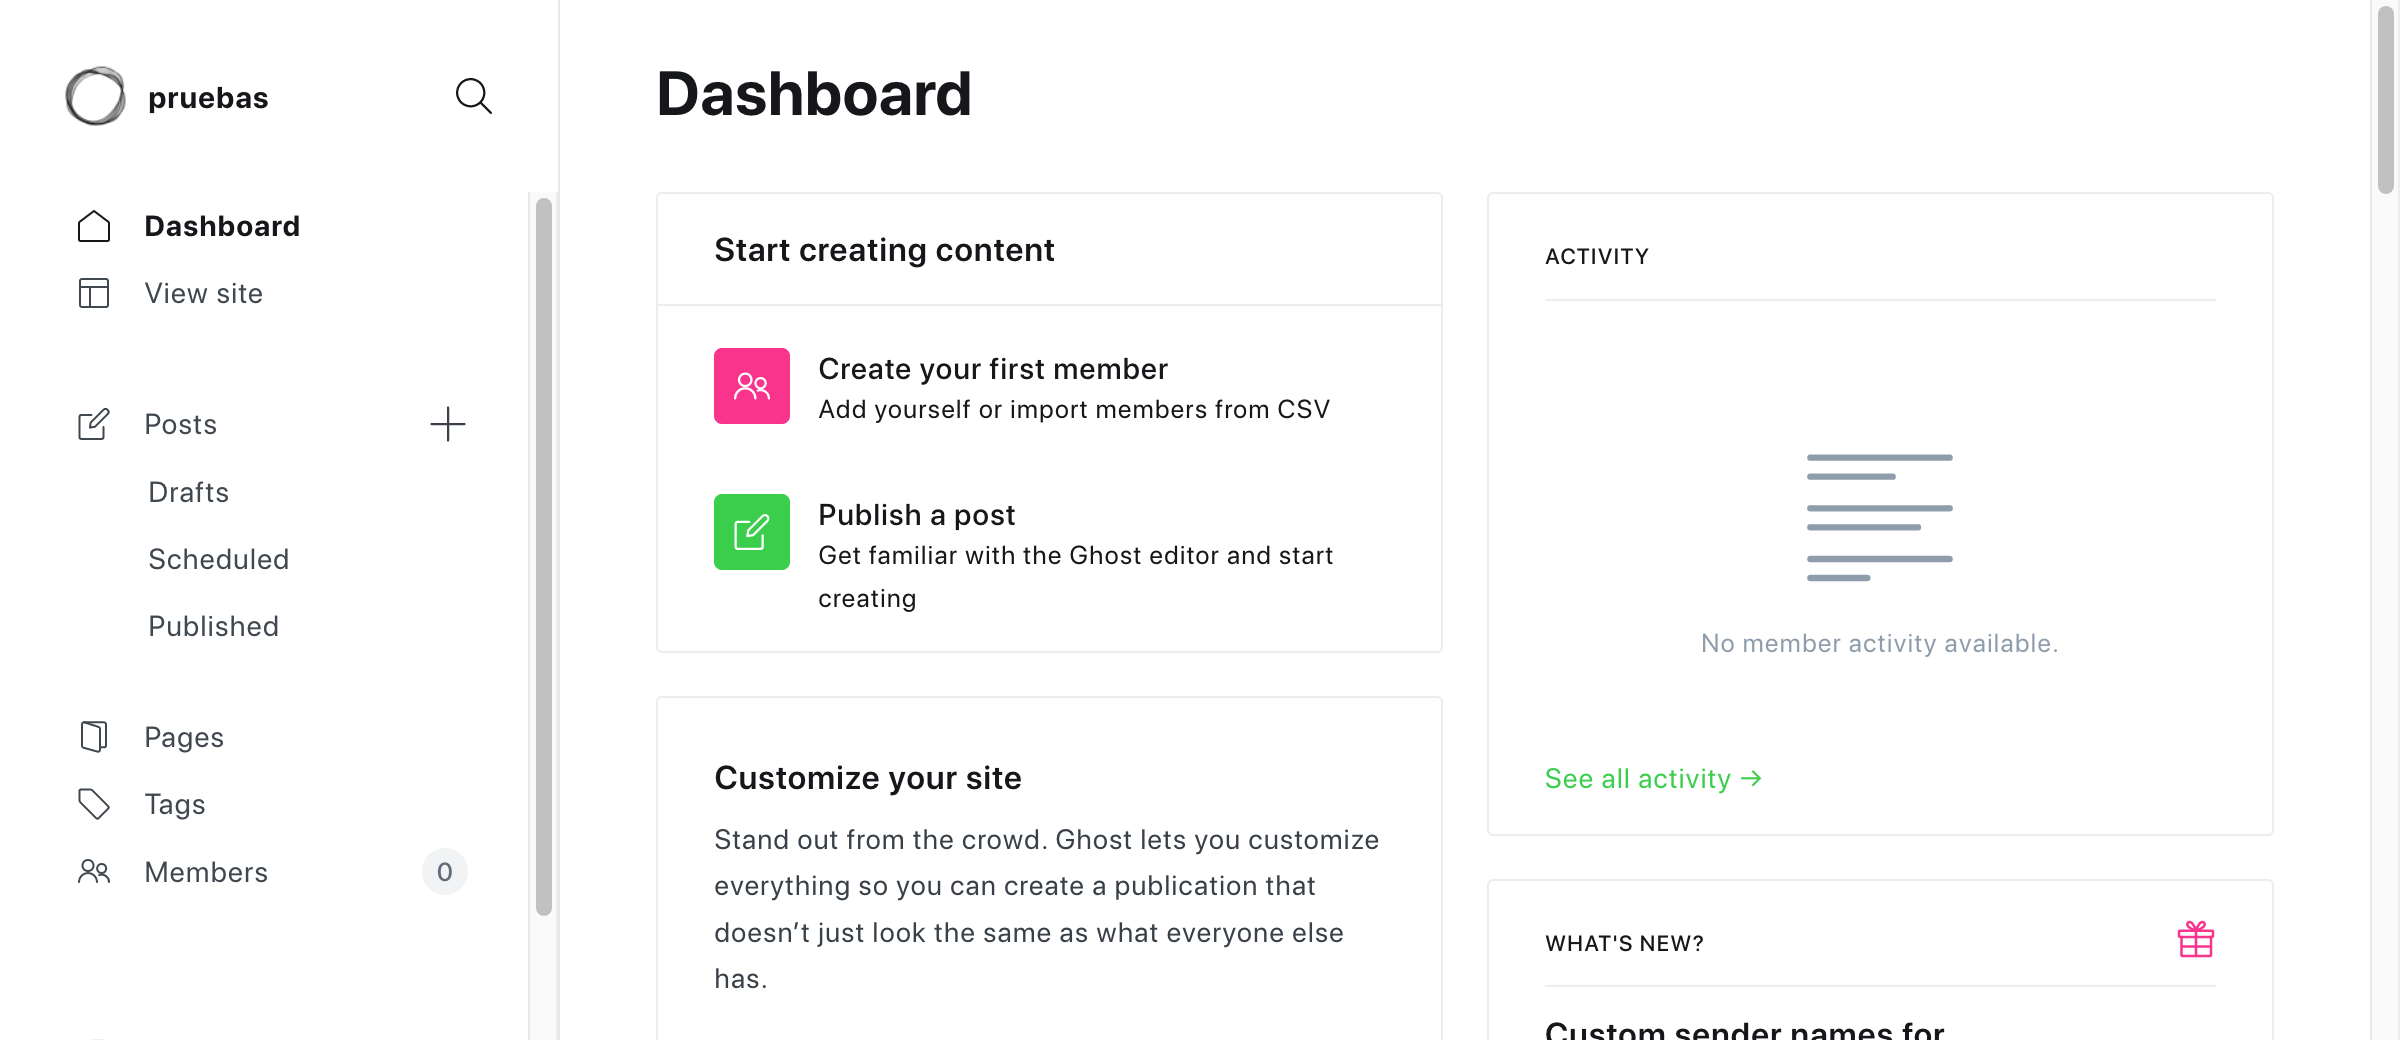 pruebas
Dashboard
View site
Posts
Drafts
Scheduled
Published
Pages
Tags
Members
0
Dashboard
Start creating content
Create your first member
Add yourself or import members from CSV
Publish a post
Get familiar with the Ghost editor and start
creating
Customize your site
Stand out from the crowd. Ghost lets you customize
everything so you can create a publication that
doesn’t just look the same as what everyone else
has.
ACTIVITY
No member activity available.
See all activity →
WHAT'S NEW?
Custom sender names for